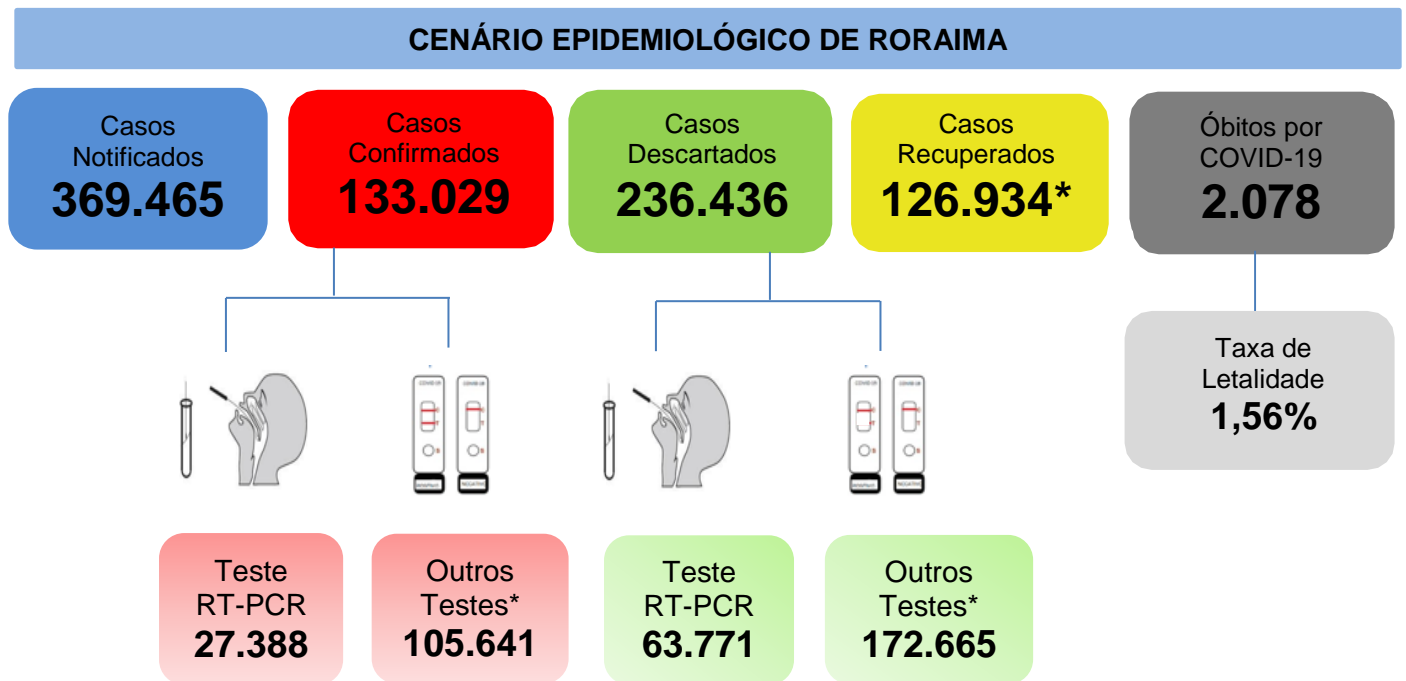 CENÁRIO EPIDEMIOLÓGICO DE RORAIMA
Casos
Notificados
369.465
Casos
Confirmados
133.029
Casos
Descartados
236.436
Casos
Recuperados
126.934*
Óbitos por
COVID-19
2.078
Taxa de
Letalidade
1,56%
Teste
RT-PCR
27.388
Outros
Testes*
105.641
Teste
RT-PCR
63.771
Outros
Testes*
172.665